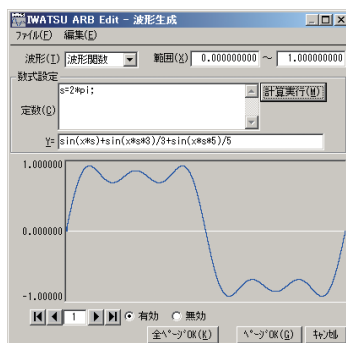 IWATSU ARB Edit - 波形生成
ファイル(F) 編集(E)
波形(I) 波形関数 範囲(X) 0.000000000 ～ 1.000000000
数式設定
定数(C) s=2*pi; 計算実行(M)
Y= sin(x*s)+sin(x*s*3)/3+sin(x*s*5)/5
1.000000
0.000000
-1.00000
1 有効 無効
全ページOK(K) ページOK(G) キャンセル